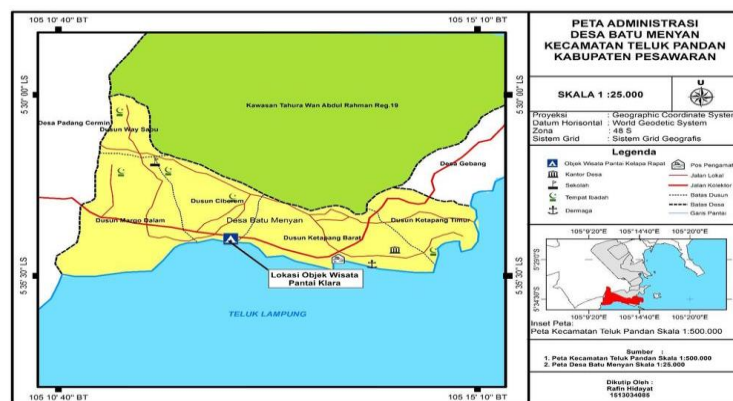 105 10' 40" BT
105 15' 10" BT
5 30' 00" LS
5 30' 00" LS
5 35' 30" LS
5 35' 30" LS
105 10' 40" BT
105 15' 10" BT
Kawasan Tahura Wan Abdul Rahman Reg.19
Desa Padang Cermin
Dusun Way Sabu
Desa Gebang
Dusun Ciberem
Dusun Margo Dalam
Desa Batu Menyan
Dusun Ketapang Timur
Dusun Ketapang Barat
Lokasi Objek Wisata
Pantai Klara
TELUK LAMPUNG
PETA ADMINISTRASI
DESA BATU MENYAN
KECAMATAN TELUK PANDAN
KABUPATEN PESAWARAN
SKALA 1 :25.000
U
Proyeksi : Geographic Coordinate System
Datum Horisontal : World Geodetic System
Zona : 48 S
Sistem Grid : Sistem Grid Geografis
Legenda
Objek Wisata Pantai Kelapa Rapat
Kantor Desa
Sekolah
Tempat Ibadah
Dermaga
Pos Pengamat
Jalan Lokal
Jalan Kolektor
Batas Dusun
Batas Desa
Garis Pantai
5°29'0"S
5°34'30"S
105°9'20"E
105°14'40"E
105°20'0"E
Inset Peta:
Peta Kecamatan Teluk Pandan Skala 1:500.000
Sumber :
1. Peta Kecamatan Teluk Pandan Skala 1:500.000
2. Peta Desa Batu Menyan Skala 1:25.000
Dikutip Oleh :
Rafin Hidayat
1613034085